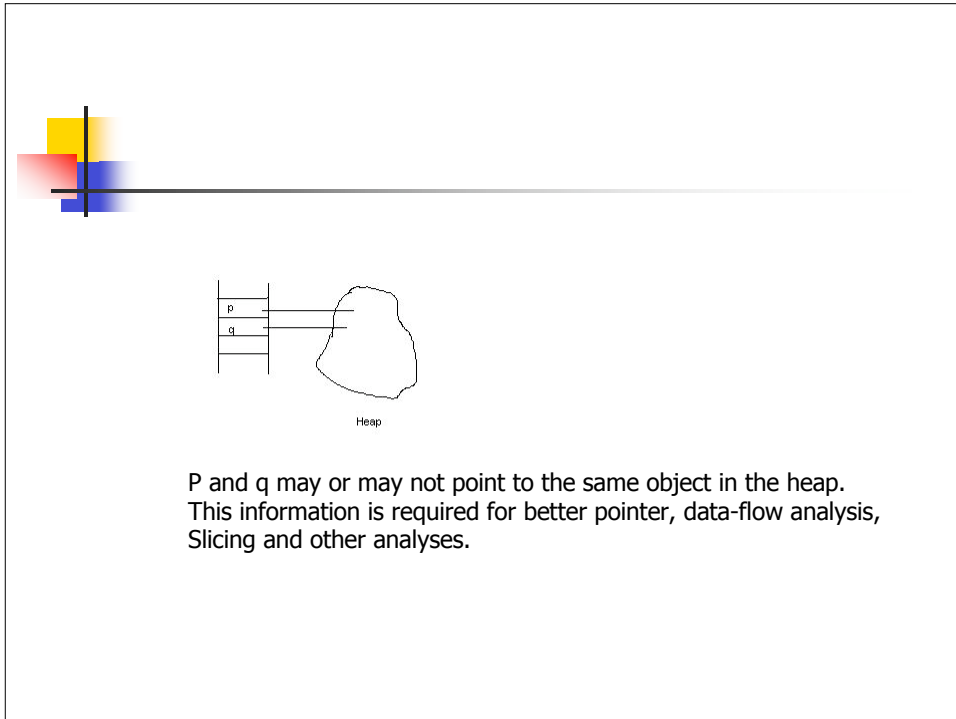 p
q
Heap
P and q may or may not point to the same object in the heap.
This information is required for better pointer, data-flow analysis,
Slicing and other analyses.